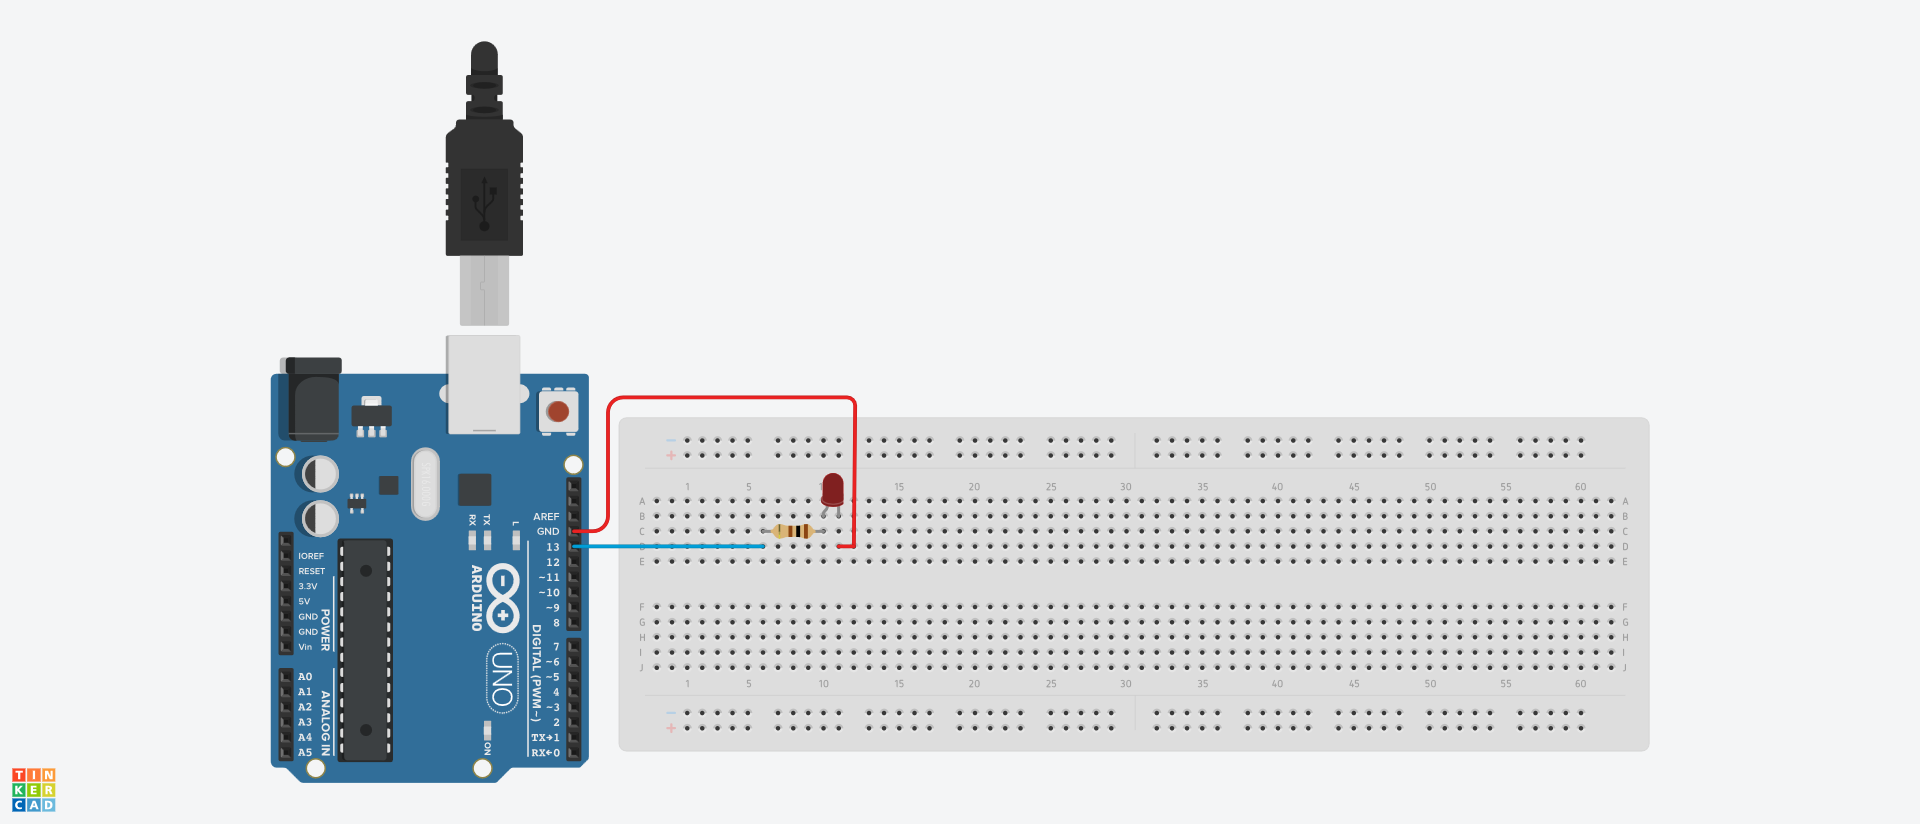 AREF
GND
13
12
~11
~10
~9
8
7
~6
~5
4
~3
2
TX→1
RX←0
DIGITAL (PWM~)
RX
TX
L
ARDUINO
UNO
ON
IOREF
RESET
3.3V
5V
GND
GND
Vin
POWER
A0
A1
A2
A3
A4
A5
ANALOG IN
− +
1 5 15 20 25 30 35 40 45 50 55 60
A A
B B
C C
D
E E
F F
G G
H H
I I
J J
1 5 10 15 20 25 30 35 40 45 50 55 60
− +
TIN
KER
CAD